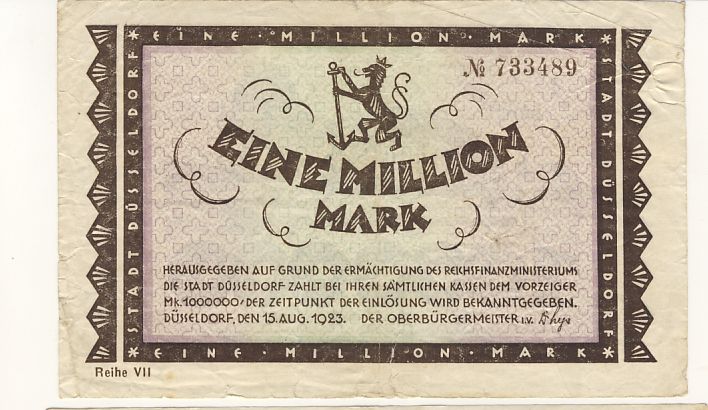 * EINE · MILLION · MARK *
№ 733489
STADT DÜSSELDORF
STADT DÜSSELDORF
EINE MILLION
MARK
HERAUSGEGEBEN AUF GRUND DER ERMÄCHTIGUNG DES REICHSFINANZMINISTERIUMS
DIE STADT DÜSSELDORF ZAHLT BEI IHREN SÄMTLICHEN KASSEN DEM VORZEIGER
MK. 1000000/ DER ZEITPUNKT DER EINLÖSUNG WIRD BEKANNTGEGEBEN.
DÜSSELDORF, DEN 15. AUG. 1923. DER OBERBÜRGERMEISTER I.V.
* EINE · MILLION · MARK *
Reihe VII